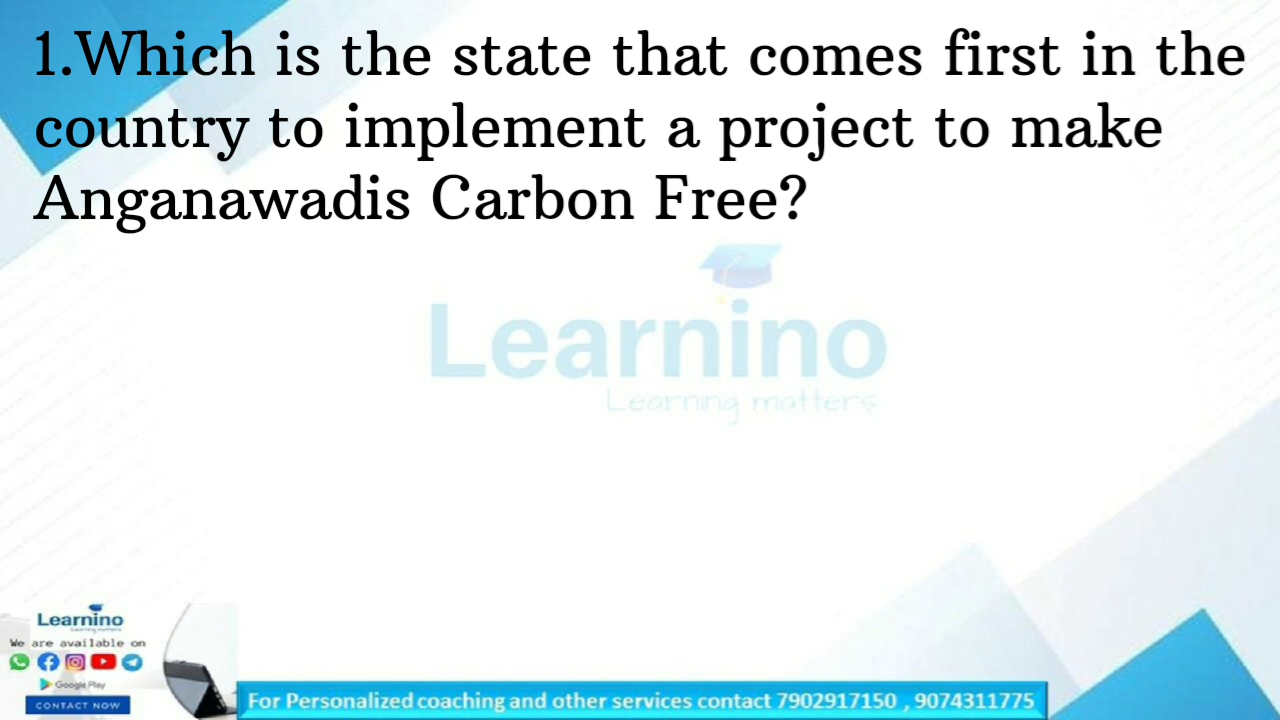 1.Which is the state that comes first in the
country to implement a project to make
Anganawadis Carbon Free?
Learnino
Learning matters
Learnino
Learning matters
We are available on
Google Play
CONTACT NOW
For Personalized coaching and other services contact 7902917150 , 9074311775